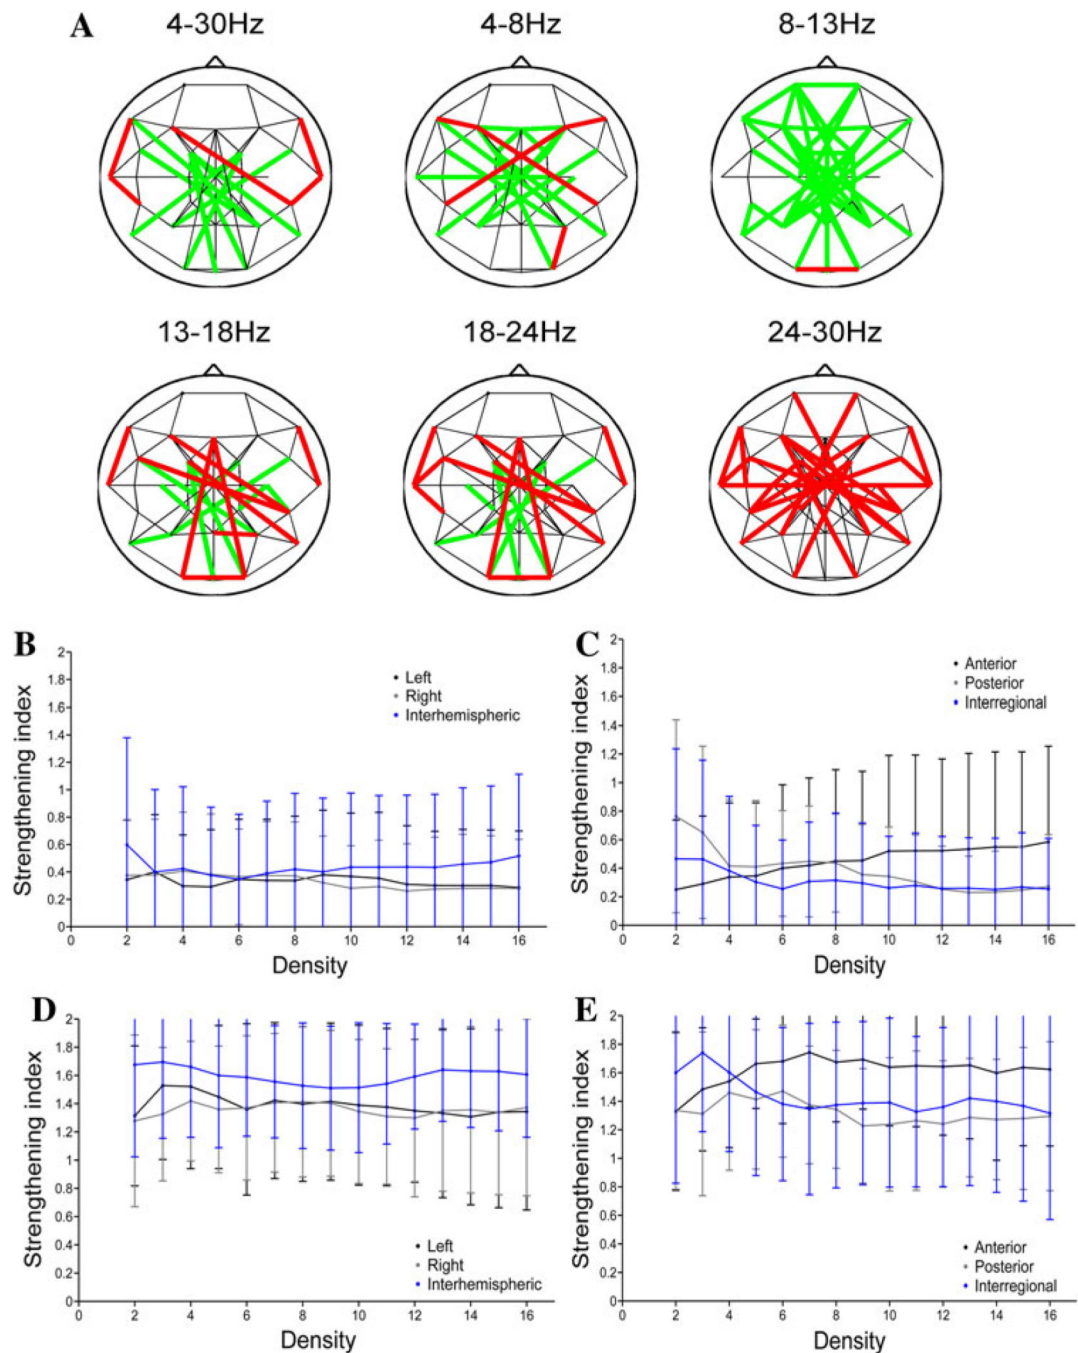 A 4-30Hz 4-8Hz 8-13Hz
13-18Hz 18-24Hz 24-30Hz
B
Strengthening index
2
1.8
1.6
1.4
1.2
1
0.8
0.6
0.4
0.2
0
Left
Right
Interhemispheric
0 2 4 6 8 10 12 14 16
Density
C
Strengthening index
2
1.8
1.6
1.4
1.2
1
0.8
0.6
0.4
0.2
0
Anterior
Posterior
Interregional
0 2 4 6 8 10 12 14 16
Density
D
Strengthening index
2
1.8
1.6
1.4
1.2
1
0.8
0.6
0.4
0.2
0
Left
Right
Interhemispheric
0 2 4 6 8 10 12 14 16
Density
E
Strengthening index
2
1.8
1.6
1.4
1.2
1
0.8
0.6
0.4
0.2
0
Anterior
Posterior
Interregional
0 2 4 6 8 10 12 14 16
Density